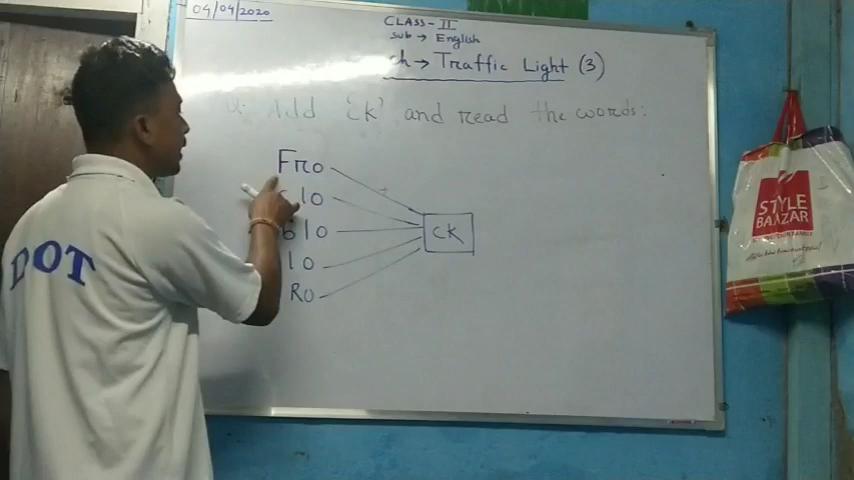 04/04/2020
CLASS-II
sub → English
ch → Traffic Light (3)
Q: Add 'CK' and read the words:
Fro
clo
blo
lo
Ro
CK
DOT
STYLE
BAAZAR